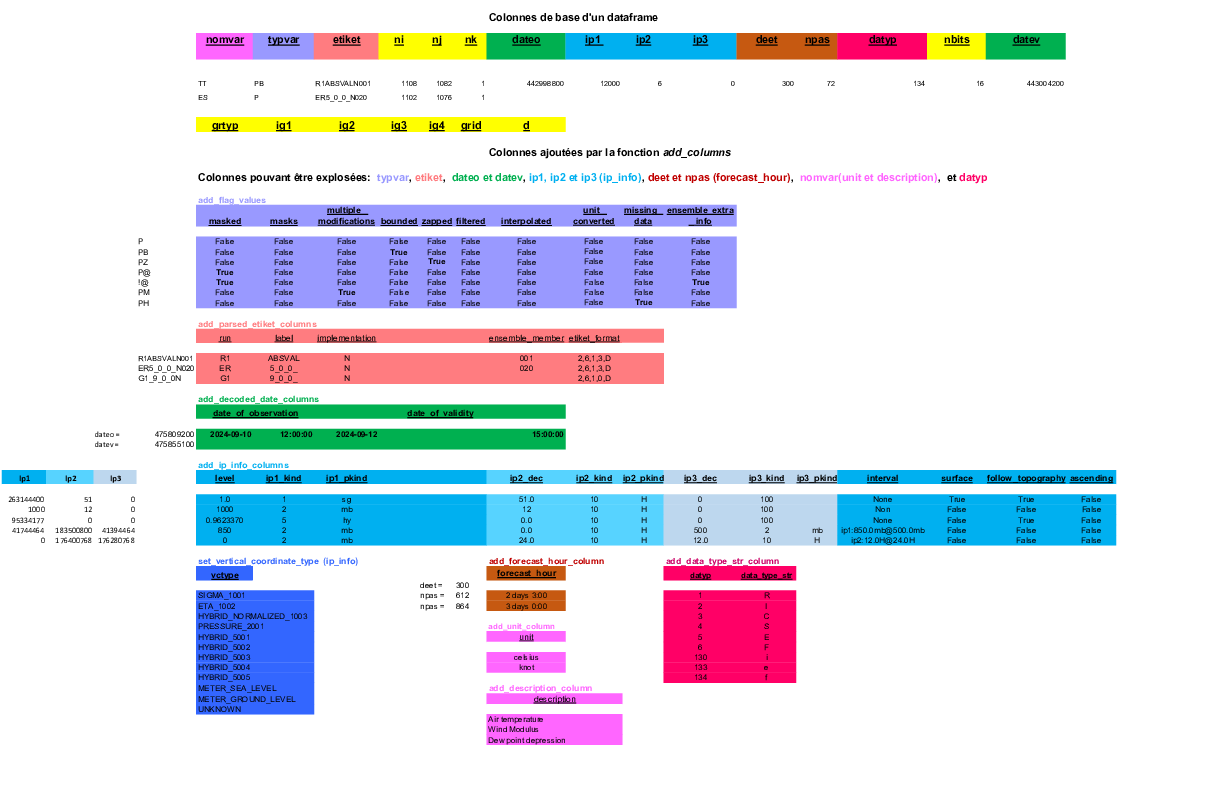 Colonnes de base d'un dataframe
nomvar typvar etiket ni nj nk dateo ip1 ip2 ip3 deet npas datyp nbits datev
TT PB R1ABSVALN001 1108 1082 1 442998800 12000 6 0 300 72 134 16 443004200
ES P ER5_0_0_N020 1102 1076 1
grtyp ig1 ig2 ig3 ig4 grid d
Colonnes ajoutées par la fonction add_columns
Colonnes pouvant être explosées: typvar, etiket, dateo et datev, ip1, ip2 et ip3 (ip_info), deet et npas (forecast_hour), nomvar(unit et description), et datyp
add_flag_values
masked masks multiple_ modifications bounded zapped filtered interpolated unit_ converted missing_ data ensemble_extra _info
P False False False False False False False False False False
PB False False False True False False False False False False
PZ False False False False True False False False False False
P@ True False False False False False False False False False
!@ True False False False False False False False False True
PM False False True False False False False False False False
PH False False False False False False False False True False
add_parsed_etiket_columns
run label implementation ensemble_member etiket_format
R1ABSVALN001 R1 ABSVAL N 001 2,6,1,3,D
ER5_0_0_N020 ER 5_0_0_ N 020 2,6,1,3,D
G1_9_0_0N G1 9_0_0_ N 2,6,1,0,D
add_decoded_date_columns
date_of_observation date_of_validity
dateo = 475809200 2024-09-10 12:00:00 2024-09-12 15:00:00
datev = 475855100
add_ip_info_columns
Ip1 Ip2 Ip3 level ip1_kind ip1_pkind ip2_dec ip2_kind ip2_pkind ip3_dec ip3_kind ip3_pkind interval surface follow_topography ascending
263144400 51 0 1.0 1 sg 51.0 10 H 0 100 None True True False
1000 12 0 1000 2 mb 12 10 H 0 100 Non False False False
95334177 0 0 0.9623370 5 hy 0.0 10 H 0 100 None False True False
41744464 183500800 41394464 850 2 mb 0.0 10 H 500 2 mb ip1:850.0mb@500.0mb False False False
0 176400768 176280768 0 2 mb 24.0 10 H 12.0 10 H ip2:12.0H@24.0H False False False
set_vertical_coordinate_type (ip_info)
vctype
SIGMA_1001
ETA_1002
HYBRID_NORMALIZED_1003
PRESSURE_2001
HYBRID_5001
HYBRID_5002
HYBRID_5003
HYBRID_5004
HYBRID_5005
METER_SEA_LEVEL
METER_GROUND_LEVEL
UNKNOWN
add_forecast_hour_column
forecast_hour
deet = 300
npas = 612 2 days 3:00
npas = 864 3 days 0:00
add_unit_column
unit
celsius
knot
add_description_column
description
Air temperature
Wind Modulus
Dew point depression
add_data_type_str_column
datyp data_type_str
1 R
2 I
3 C
4 S
5 E
6 F
130 i
133 e
134 f